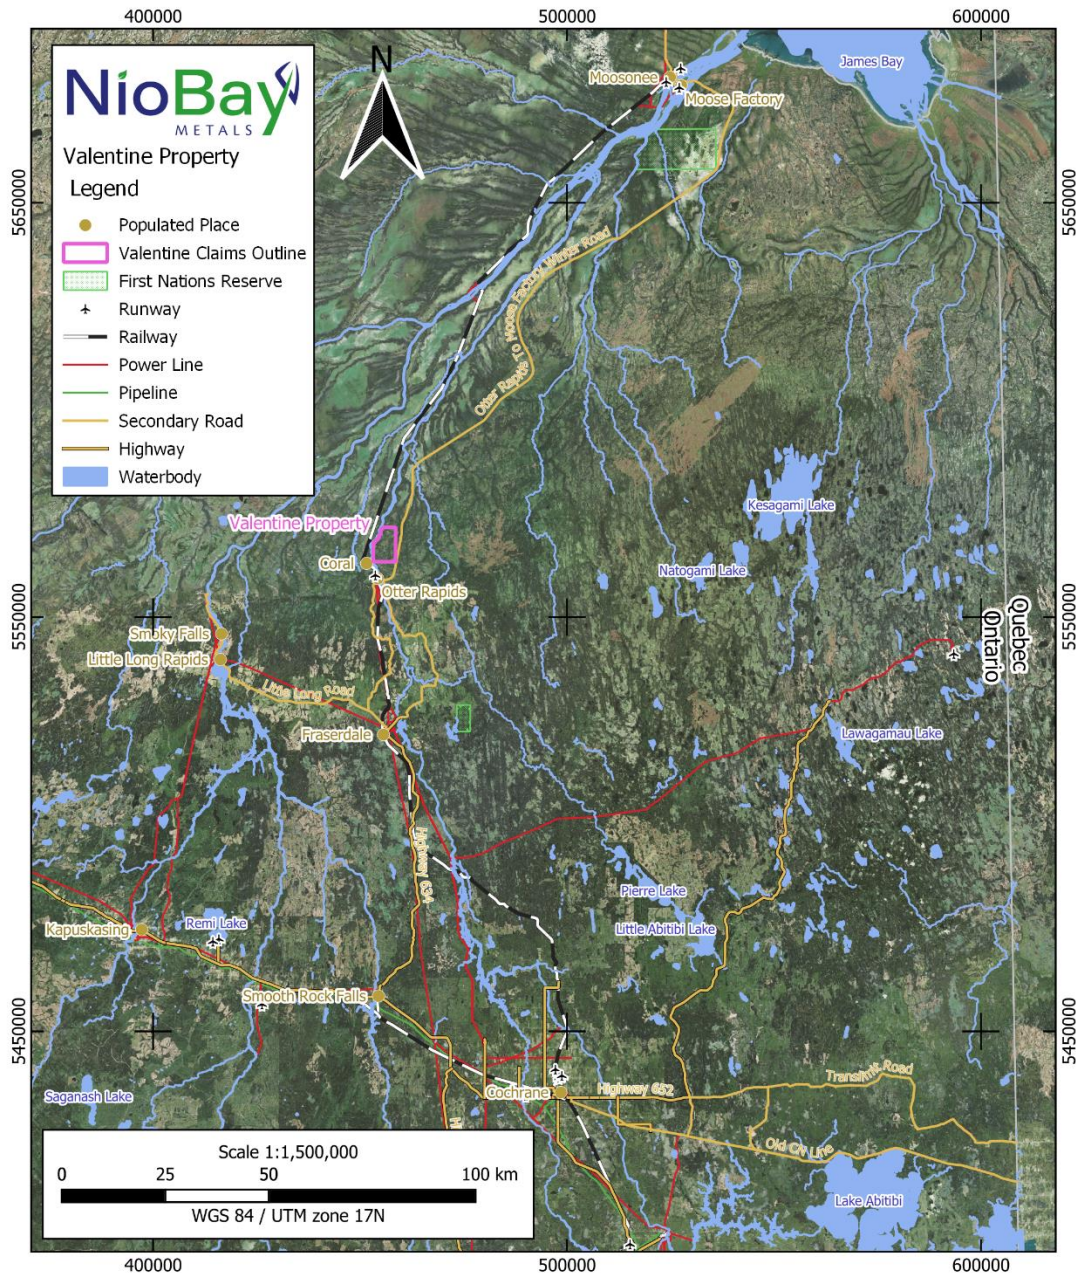 400000
500000
600000
NioBay
METALS
Valentine Property
Legend
Populated Place
Valentine Claims Outline
First Nations Reserve
Runway
Railway
Power Line
Pipeline
Secondary Road
Highway
Waterbody
N
James Bay
Moosonee
Moose Factory
5650000
5650000
Otter Rapids To Moose Factory Winter Road
Kesagami Lake
Valentine Property
Natogami Lake
Coral
Otter Rapids
5550000
5550000
Quebec
Ontario
Smoky Falls
Little Long Rapids
Little Long Road
Fraserdale
Lawagamau Lake
Highway 634
Pierre Lake
Little Abitibi Lake
Kapuskasing
Remi Lake
Smooth Rock Falls
5450000
5450000
Cochrane
Highway 652
Translimit Road
Saganash Lake
Old CN Line
Lake Abitibi
Scale 1:1,500,000
0 25 50 100 km
WGS 84 / UTM zone 17N
400000
500000
600000